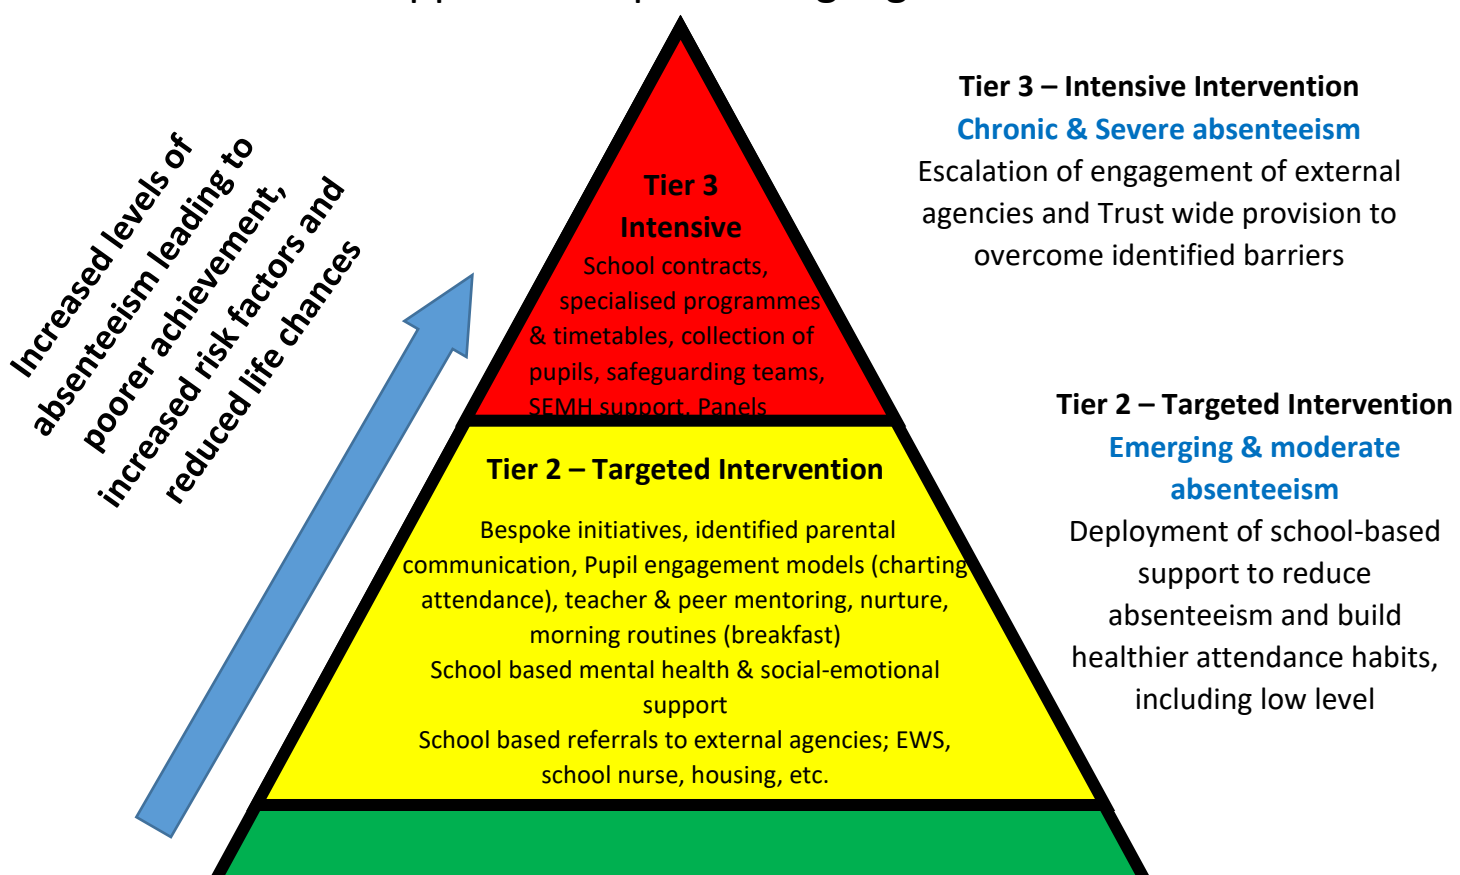 Increased levels of
absenteeism leading to
poorer achievement,
increased risk factors and
reduced life chances
Tier 3
Intensive
School contracts,
specialised programmes
& timetables, collection of
pupils, safeguarding teams,
SEMH support, Panels
Tier 3 – Intensive Intervention
Chronic & Severe absenteeism
Escalation of engagement of external
agencies and Trust wide provision to
overcome identified barriers
Tier 2 – Targeted Intervention
Bespoke initiatives, identified parental
communication, Pupil engagement models (charting
attendance), teacher & peer mentoring, nurture,
morning routines (breakfast)
School based mental health & social-emotional
support
School based referrals to external agencies; EWS,
school nurse, housing, etc.
Tier 2 – Targeted Intervention
Emerging & moderate
absenteeism
Deployment of school-based
support to reduce
absenteeism and build
healthier attendance habits,
including low level